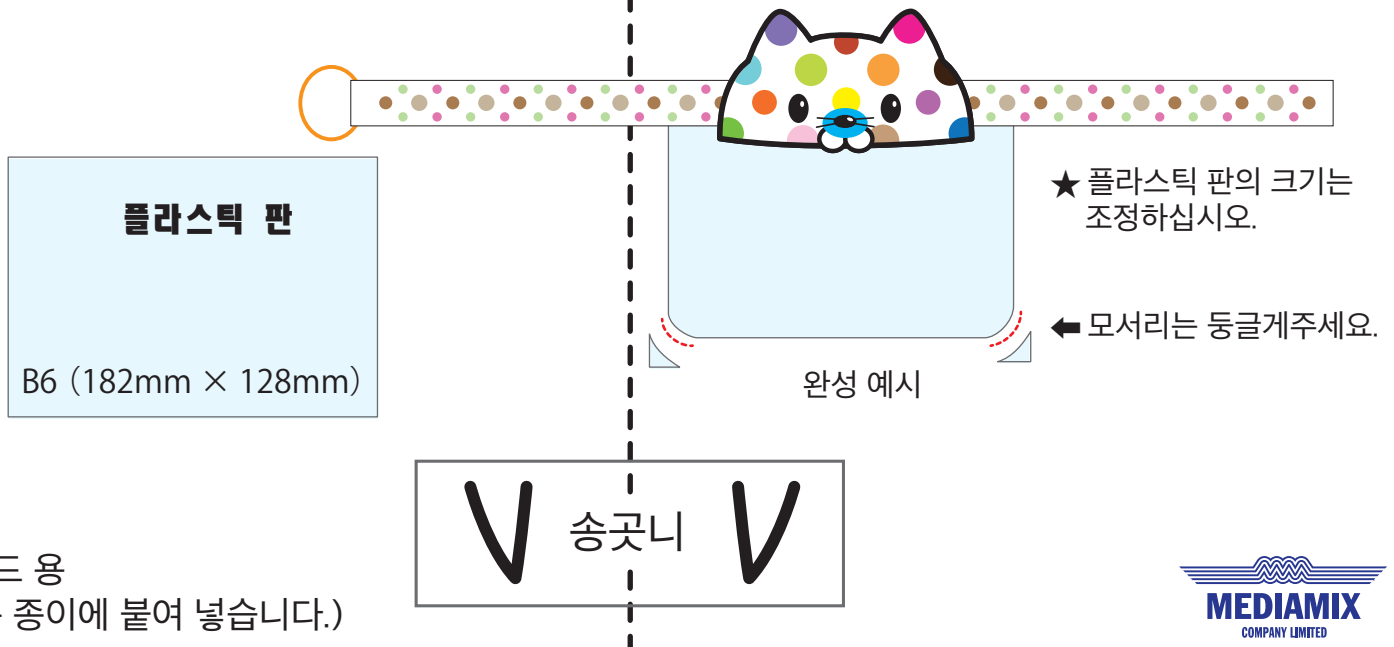 플라스틱 판
B6 (182mm × 128mm)
★ 플라스틱 판의 크기는
조정하십시오.
⬅ 모서리는 둥글게주세요.
완성 예시
송곳니
드 용
종이에 붙여 넣습니다.)
MEDIAMIX
COMPANY LIMITED